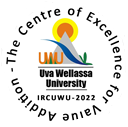 The Centre of Excellence for Value Addition -
UWU
Uva Wellassa
University
IRCUWU-2022